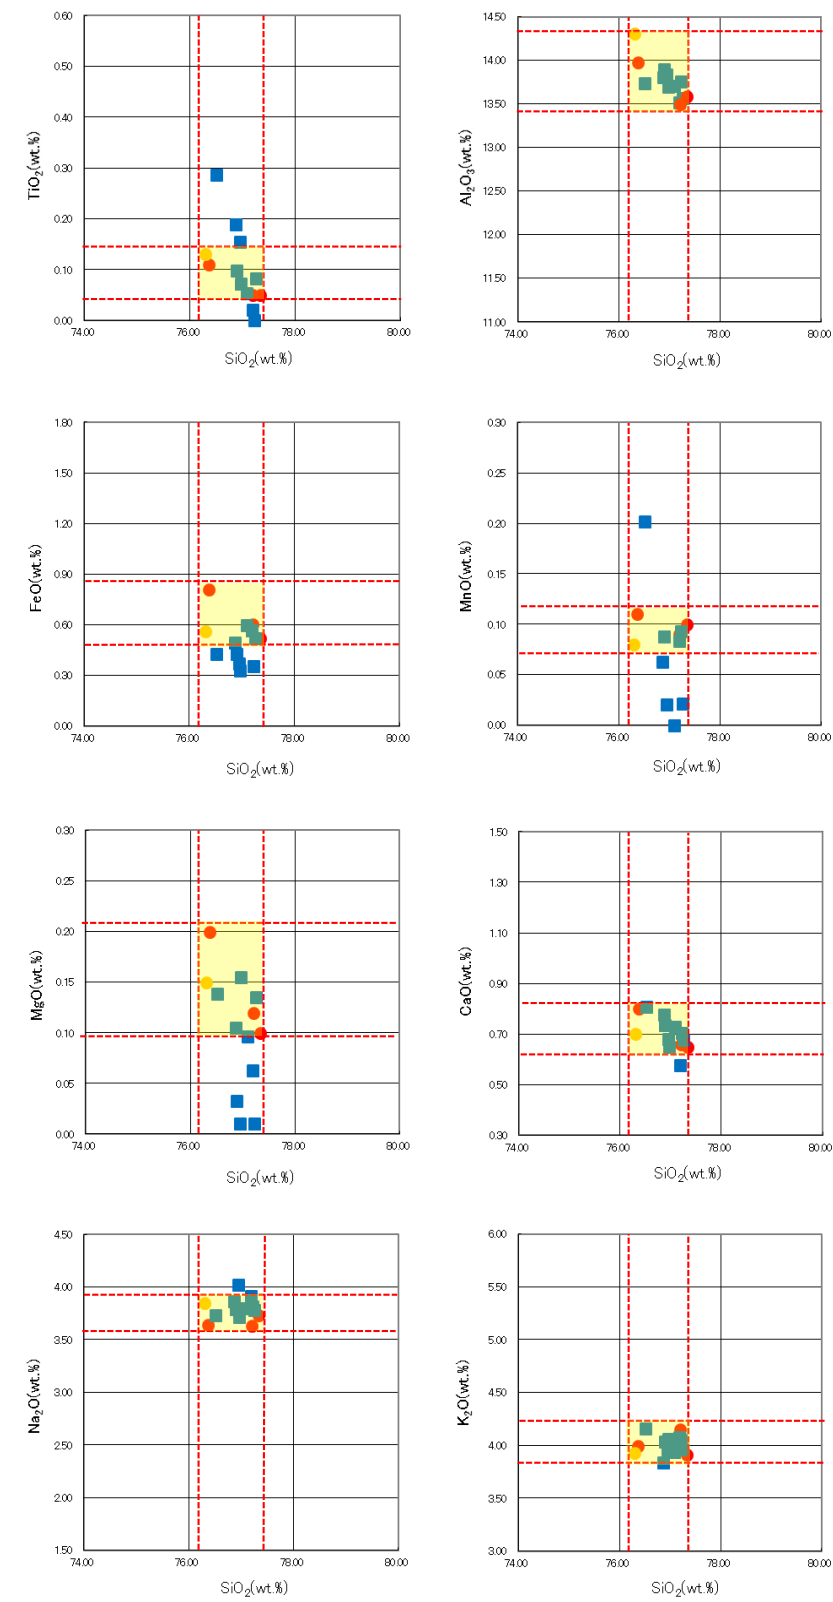 0.60
0.50
0.40
0.30
0.20
0.10
0.00
TiO2(wt.%)
74.00 76.00 78.00 80.00
SiO2(wt.%)
14.50
14.00
13.50
13.00
12.50
12.00
11.50
11.00
Al2O3(wt.%)
74.00 76.00 78.00 80.00
SiO2(wt.%)
1.80
1.50
1.20
0.90
0.60
0.30
0.00
FeO(wt.%)
74.00 76.00 78.00 80.00
SiO2(wt.%)
0.30
0.25
0.20
0.15
0.10
0.05
0.00
MnO(wt.%)
74.00 76.00 78.00 80.00
SiO2(wt.%)
0.30
0.25
0.20
0.15
0.10
0.05
0.00
MgO(wt.%)
74.00 76.00 78.00 80.00
SiO2(wt.%)
1.50
1.30
1.10
0.90
0.70
0.50
0.30
CaO(wt.%)
74.00 76.00 78.00 80.00
SiO2(wt.%)
4.50
4.00
3.50
3.00
2.50
2.00
1.50
Na2O(wt.%)
74.00 76.00 78.00 80.00
SiO2(wt.%)
6.00
5.50
5.00
4.50
4.00
3.50
3.00
K2O(wt.%)
74.00 76.00 78.00 80.00
SiO2(wt.%)